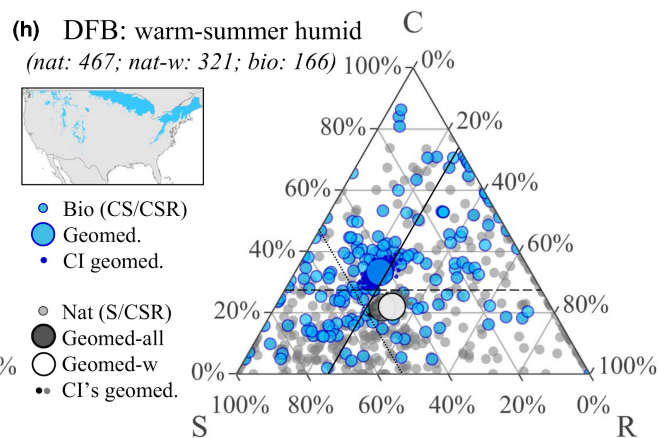 (h) DFB: warm-summer humid
(nat: 467; nat-w: 321; bio: 166)
Bio (CS/CSR)
Geomed.
CI geomed.
Nat (S/CSR)
Geomed-all
Geomed-w
CI's geomed.
C
100% 0%
80% 20%
60% 40%
40% 60%
20% 80%
% 0% 100%
100% 80% 60% 40% 20% 0%
S R